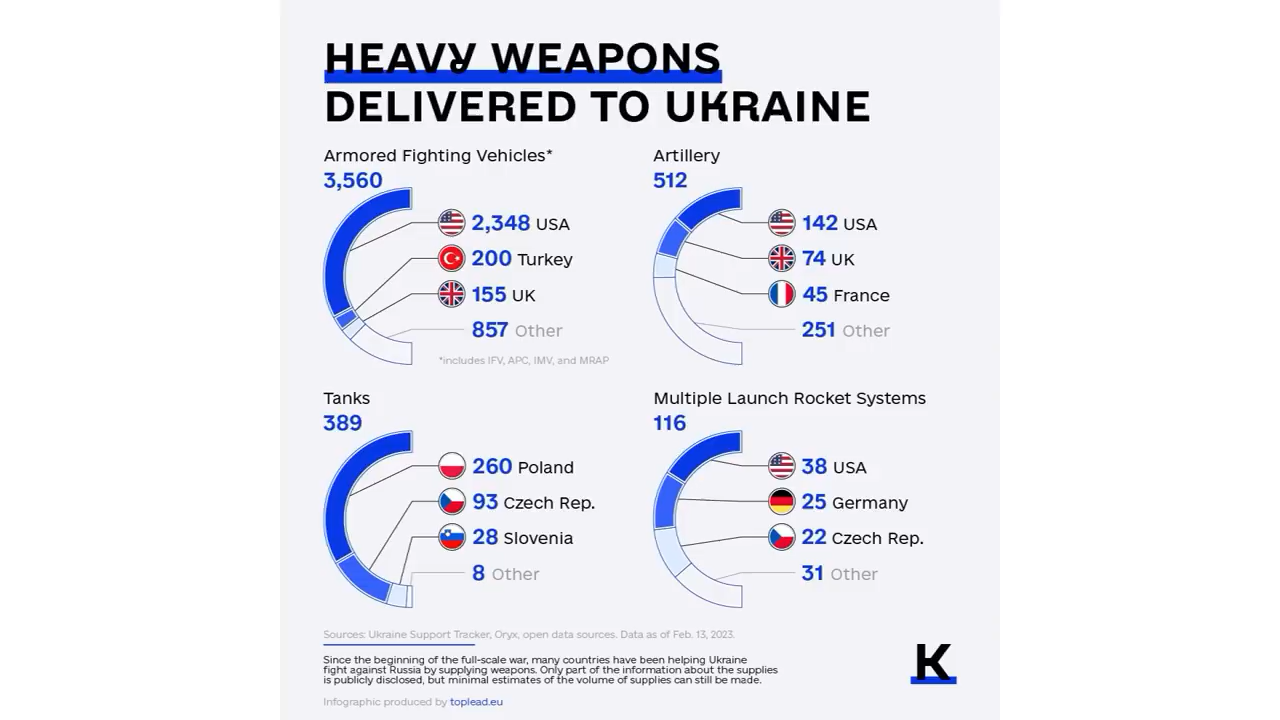 HEAVY WEAPONS
DELIVERED TO UKRAINE
Armored Fighting Vehicles*
3,560
2,348 USA
200 Turkey
155 UK
857 Other
*includes IFV, APC, IMV, and MRAP
Artillery
512
142 USA
74 UK
45 France
251 Other
Tanks
389
260 Poland
93 Czech Rep.
28 Slovenia
8 Other
Multiple Launch Rocket Systems
116
38 USA
25 Germany
22 Czech Rep.
31 Other
Sources: Ukraine Support Tracker, Oryx, open data sources. Data as of Feb. 13, 2023.
Since the beginning of the full-scale war, many countries have been helping Ukraine
fight against Russia by supplying weapons. Only part of the information about the supplies
is publicly disclosed, but minimal estimates of the volume of supplies can still be made.
Infographic produced by toplead.eu
K